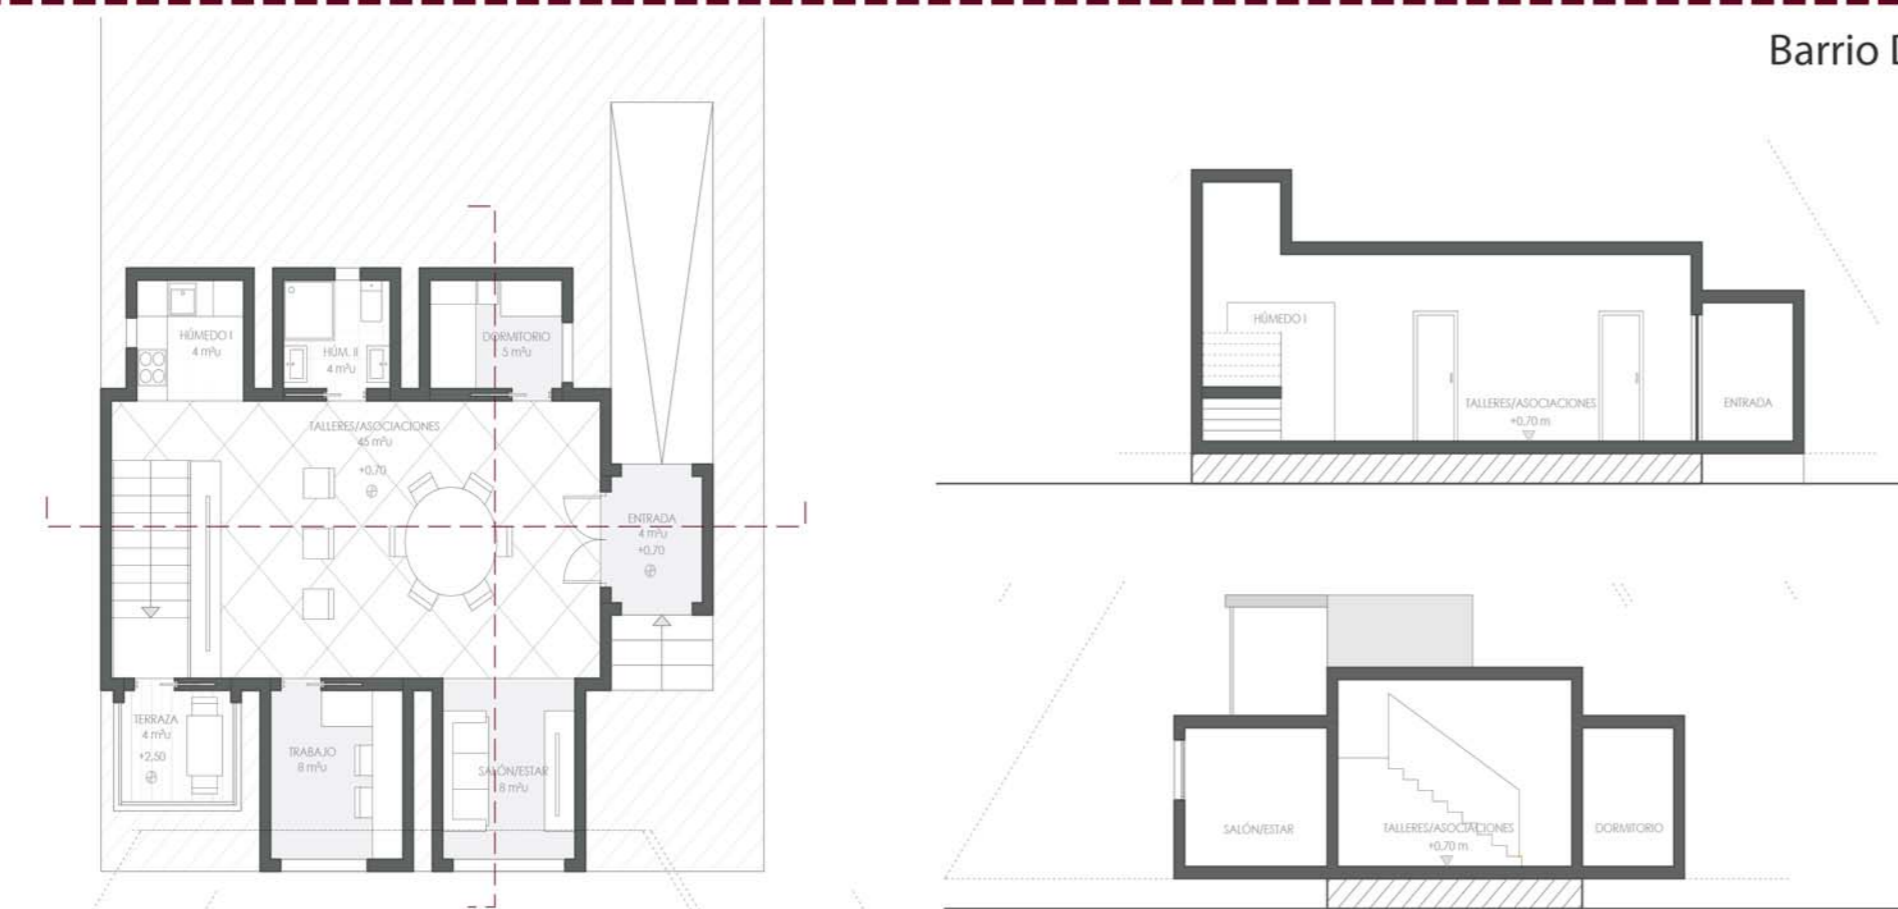 Barrio
HÚMEDO I
4 m²u
HÚM. II
4 m²u
DORMITORIO
5 m²u
TALLERES/ASOCIACIONES
45 m²u
+0,70
ENTRADA
4 m²u
+0,70
TERRAZA
4 m²u
+2,50
TRABAJO
8 m²u
SALÓN/ESTAR
8 m²u
HÚMEDO I
TALLERES/ASOCIACIONES
+0,70 m
ENTRADA
SALÓN/ESTAR
TALLERES/ASOCIACIONES
+0,70 m
DORMITORIO